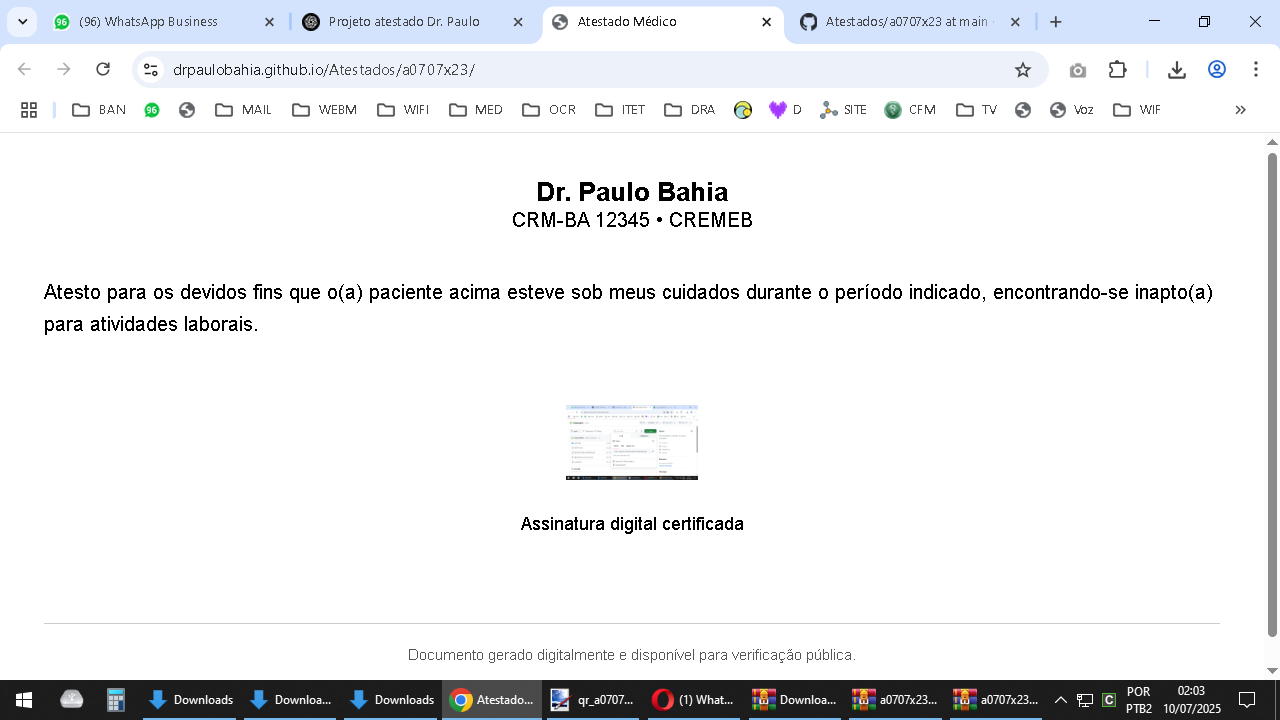 (96) WhatsApp Business
Projeto atestado Dr. Paulo
Atestado Médico
Atestados/a0707x23 at main
drpaulobahia.github.io/Atestados/a0707x23/
BAN
96
MAIL
WEBM
WIFI
MED
OCR
ITET
DRA
D
SITE
CFM
TV
Voz
WIF
Dr. Paulo Bahia
CRM-BA 12345 • CREMEB
Atesto para os devidos fins que o(a) paciente acima esteve sob meus cuidados durante o período indicado, encontrando-se inapto(a)
para atividades laborais.
Assinatura digital certificada
Documento gerado digitalmente e disponível para verificação pública.
Downloads
Downloa...
Downloads
Atestado...
qr_a0707...
(1) What...
Downloa...
a0707x23...
a0707x23...
POR
PTB2
03:03
10/07/2025